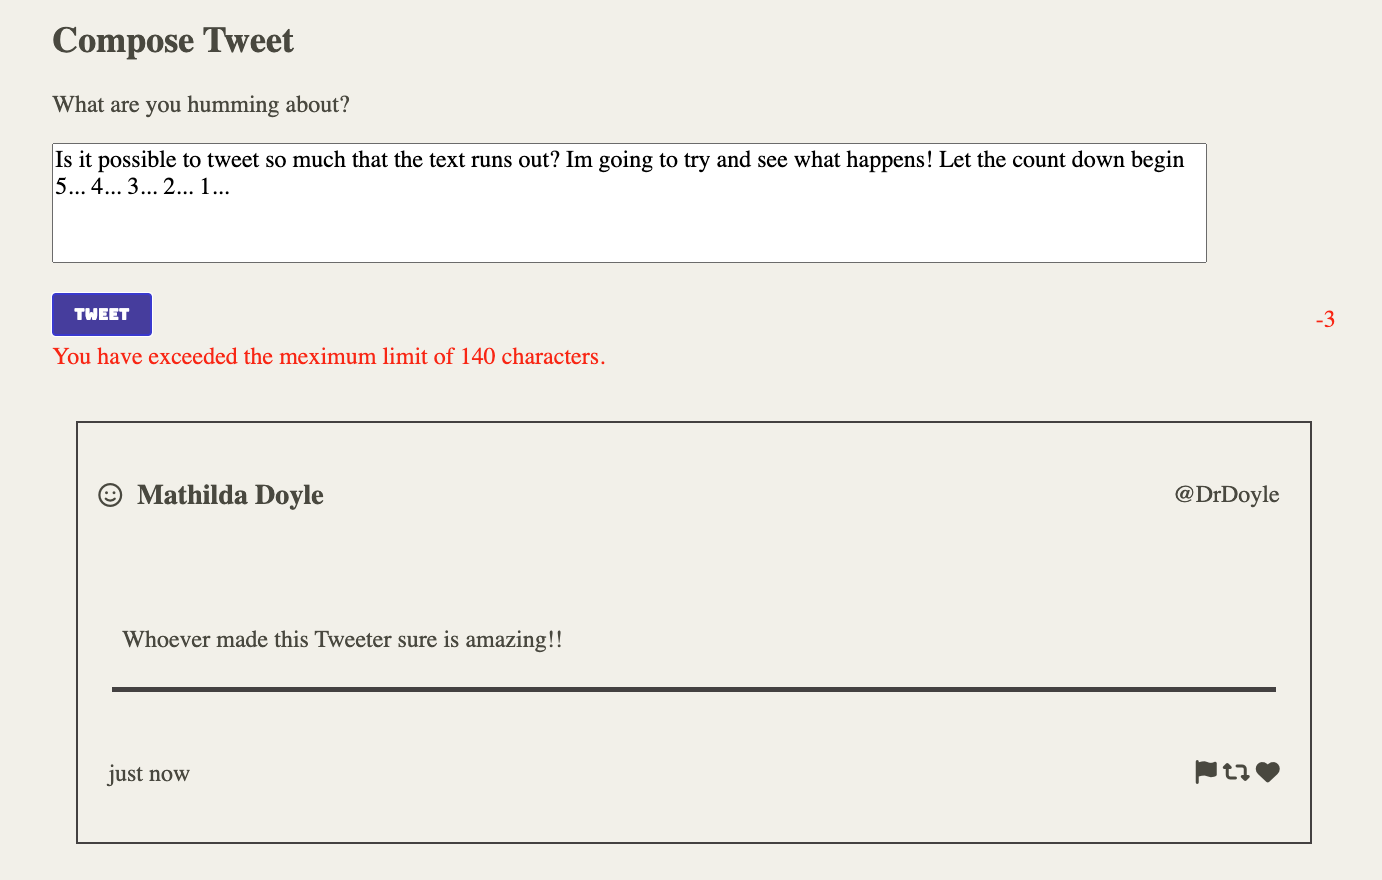 Compose Tweet
What are you humming about?
Is it possible to tweet so much that the text runs out? Im going to try and see what happens! Let the count down begin
5... 4... 3... 2... 1...
TWEET
-3
You have exceeded the meximum limit of 140 characters.
Mathilda Doyle
@DrDoyle
Whoever made this Tweeter sure is amazing!!
just now